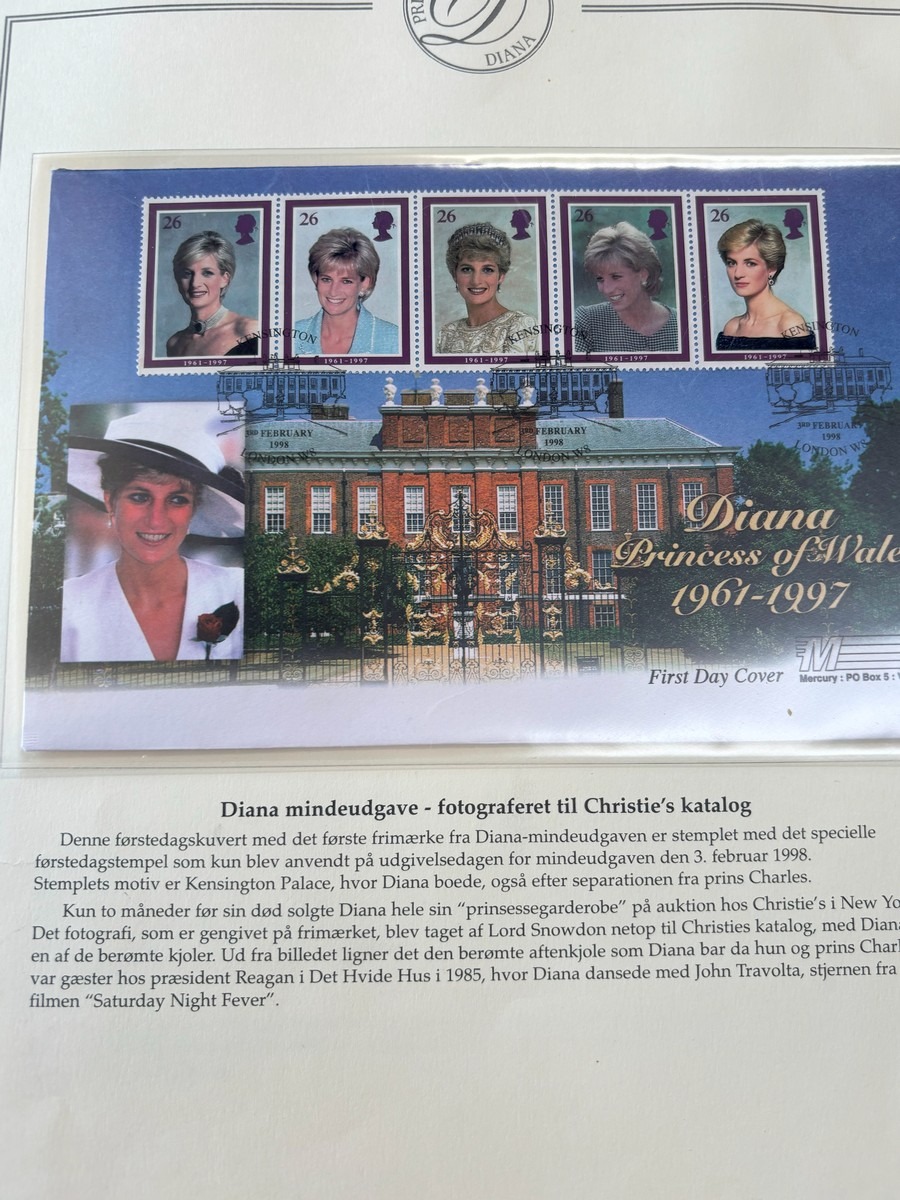 DIANA
26 26 26 26 26
1961-1997 1961-1997 1961-1997 1961-1997 1961-1997
KENSINGTON KENSINGTON KENSINGTON
3RD FEBRUARY 3RD FEBRUARY 3RD FEBRUARY
1998 1998 1998
LONDON W8 LONDON W8 LONDON W8
Diana
Princess of Wale
1961-1997
First Day Cover
M
Mercury : PO Box 5 :
Diana mindeudgave - fotograferet til Christie's katalog
Denne førstedagskuvert med det første frimærke fra Diana-mindeudgaven er stemplet med det specielle
førstedagstempel som kun blev anvendt på udgivelsedagen for mindeudgaven den 3. februar 1998.
Stemplets motiv er Kensington Palace, hvor Diana boede, også efter separationen fra prins Charles.
Kun to måneder før sin død solgte Diana hele sin "prinsessegarderobe" på auktion hos Christie's i New Yo
Det fotografi, som er gengivet på frimærket, blev taget af Lord Snowdon netop til Christies katalog, med Diana
en af de berømte kjoler. Ud fra billedet ligner det den berømte aftenkjole som Diana bar da hun og prins Charl
var gæster hos præsident Reagan i Det Hvide Hus i 1985, hvor Diana dansede med John Travolta, stjernen fra
filmen "Saturday Night Fever".